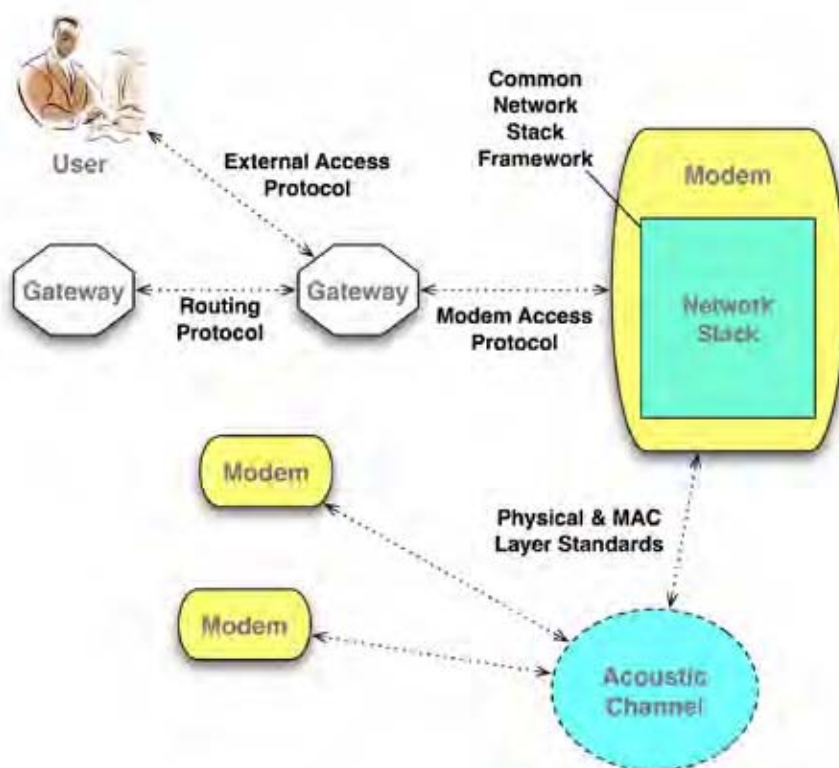 Common
Network
Stack
Framework
User
External Access
Protocol
Modem
Gateway
Routing
Protocol
Gateway
Modem Access
Protocol
Network
Stack
Modem
Physical & MAC
Layer Standards
Modem
Acoustic
Channel